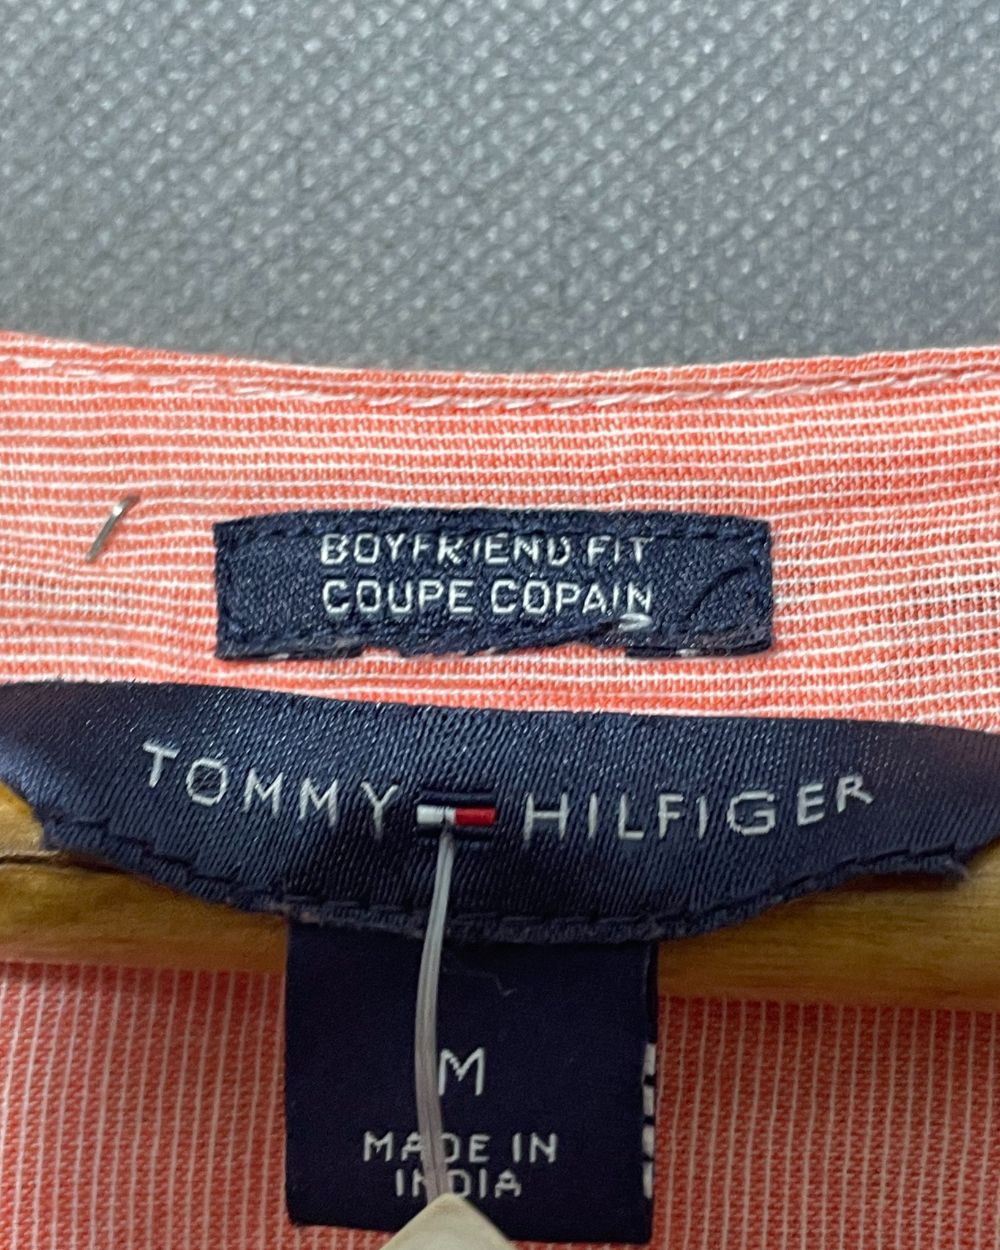 BOYFRIEND FIT
COUPE COPAIN
TOMMY HILFIGER
M
MADE IN
INDIA